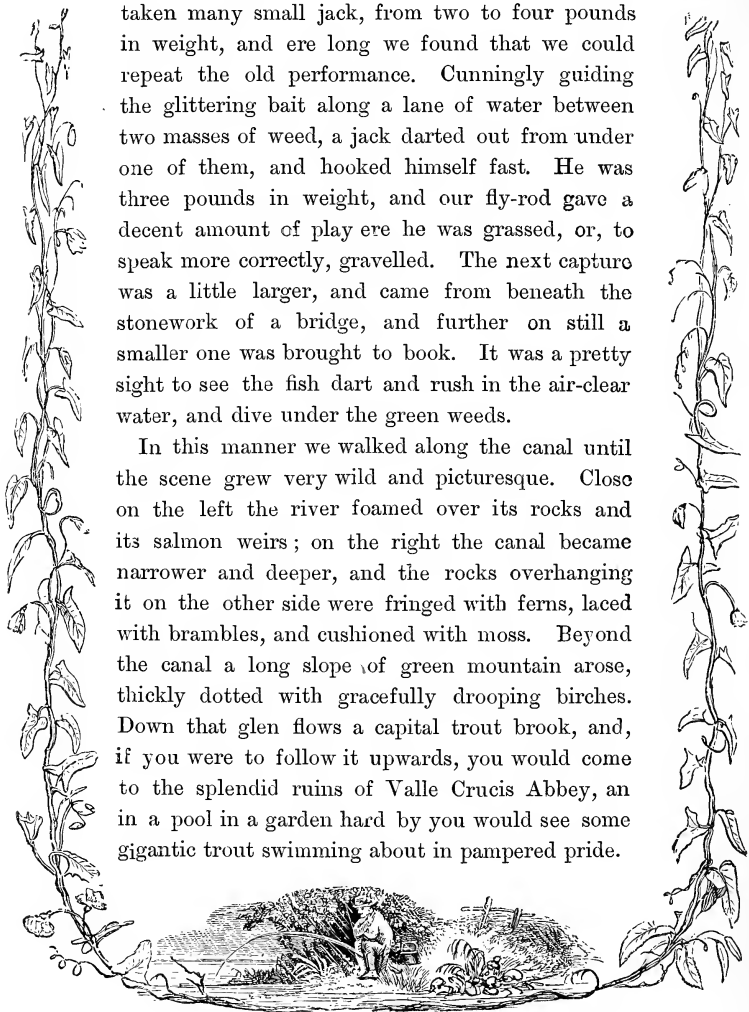 taken many small jack, from two to four pounds
in weight, and ere long we found that we could
repeat the old performance. Cunningly guiding
the glittering bait along a lane of water between
two masses of weed, a jack darted out from under
one of them, and hooked himself fast. He was
three pounds in weight, and our fly-rod gave a
decent amount of play ere he was grassed, or, to
speak more correctly, gravelled. The next capture
was a little larger, and came from beneath the
stonework of a bridge, and further on still a
smaller one was brought to book. It was a pretty
sight to see the fish dart and rush in the air-clear
water, and dive under the green weeds.
In this manner we walked along the canal until
the scene grew very wild and picturesque. Close
on the left the river foamed over its rocks and
its salmon weirs; on the right the canal became
narrower and deeper, and the rocks overhanging
it on the other side were fringed with ferns, laced
with brambles, and cushioned with moss. Beyond
the canal a long slope of green mountain arose,
thickly dotted with gracefully drooping birches.
Down that glen flows a capital trout brook, and,
if you were to follow it upwards, you would come
to the splendid ruins of Valle Crucis Abbey, an
in a pool in a garden hard by you would see some
gigantic trout swimming about in pampered pride.